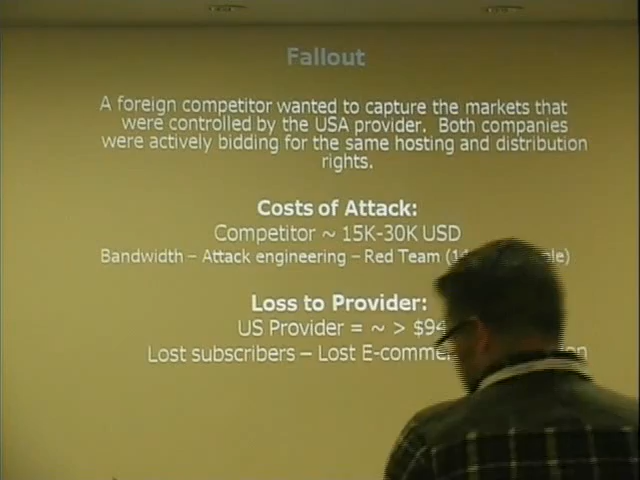 Fallout
A foreign competitor wanted to capture the markets that
were controlled by the USA provider. Both companies
were actively bidding for the same hosting and distribution
rights.
Costs of Attack:
Competitor ~ 15K-30K USD
Bandwidth – Attack engineering – Red Team
Loss to Provider:
US Provider = ~ > $94
Lost subscribers – Lost